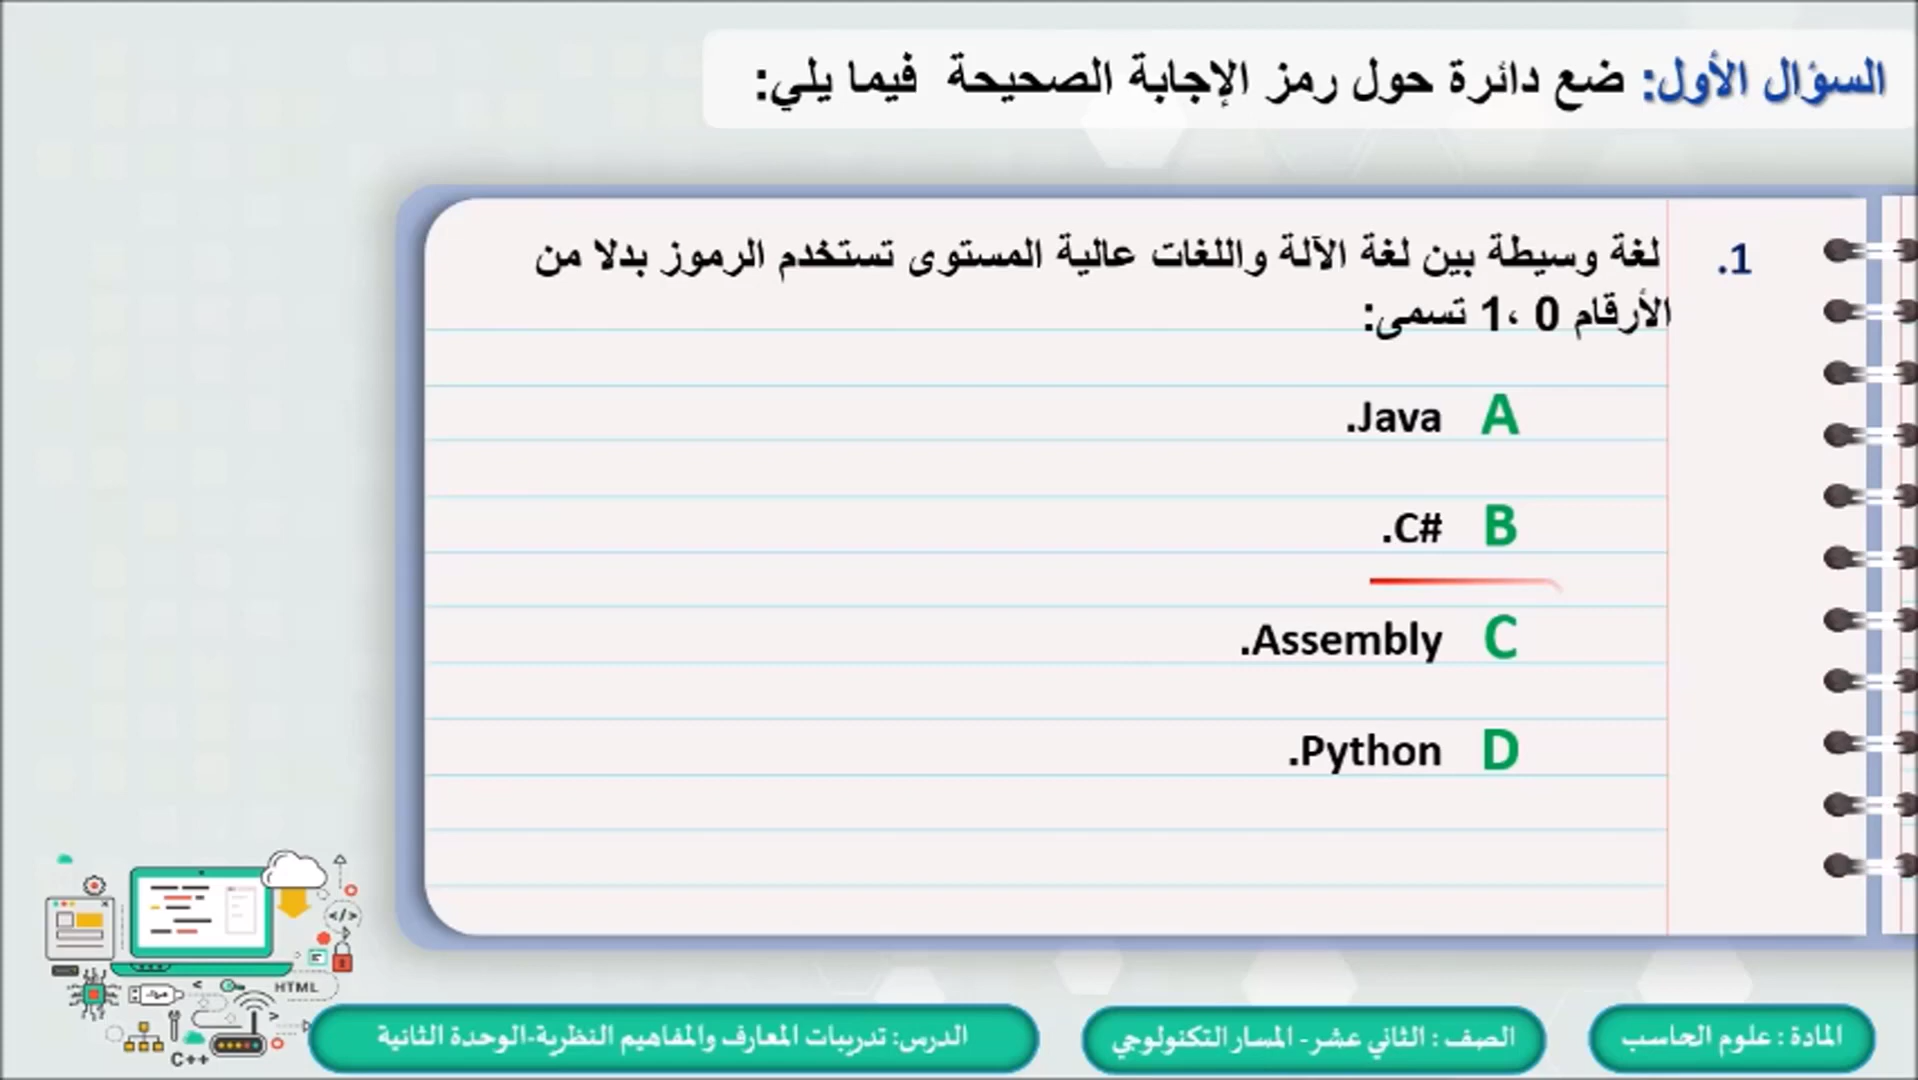 السؤال الأول: ضع دائرة حول رمز الإجابة الصحيحة فيما يلي:
1. لغة وسيطة بين لغة الآلة واللغات عالية المستوى تستخدم الرموز بدلا من
الأرقام 0 ،1 تسمى:
A Java.
B C#.
C Assembly.
D Python.
HTML
C++
</>
المادة : علوم الحاسب
الصف : الثاني عشر- المسار التكنولوجي
الدرس: تدريبات المعارف والمفاهيم النظرية-الوحدة الثانية